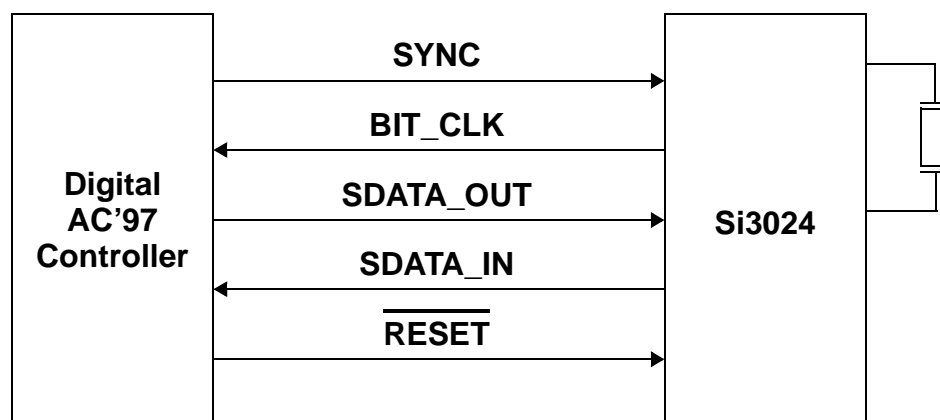 SYNC
BIT_CLK
SDATA_OUT
SDATA_IN
RESET
Digital
AC’97
Controller
Si3024